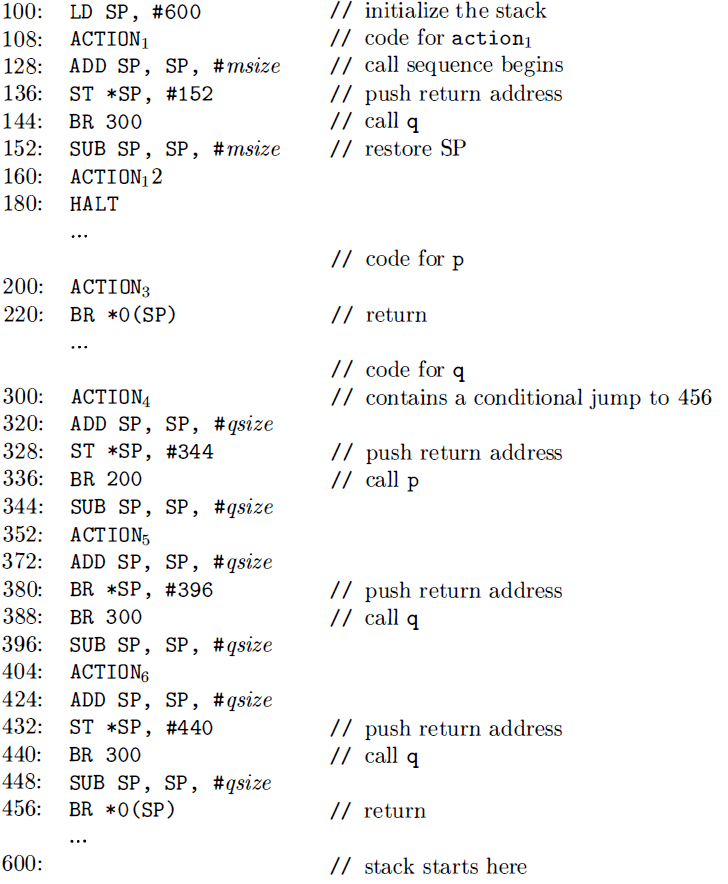 100: LD SP, #600 // initialize the stack
108: ACTION₁ // code for action₁
128: ADD SP, SP, #msize // call sequence begins
136: ST *SP, #152 // push return address
144: BR 300 // call q
152: SUB SP, SP, #msize // restore SP
160: ACTION₁2
180: HALT
...
// code for p
200: ACTION₃
220: BR *0(SP) // return
...
// code for q
300: ACTION₄ // contains a conditional jump to 456
320: ADD SP, SP, #qsize
328: ST *SP, #344 // push return address
336: BR 200 // call p
344: SUB SP, SP, #qsize
352: ACTION₅
372: ADD SP, SP, #qsize
380: BR *SP, #396 // push return address
388: BR 300 // call q
396: SUB SP, SP, #qsize
404: ACTION₆
424: ADD SP, SP, #qsize
432: ST *SP, #440 // push return address
440: BR 300 // call q
448: SUB SP, SP, #qsize
456: BR *0(SP) // return
...
600: // stack starts here